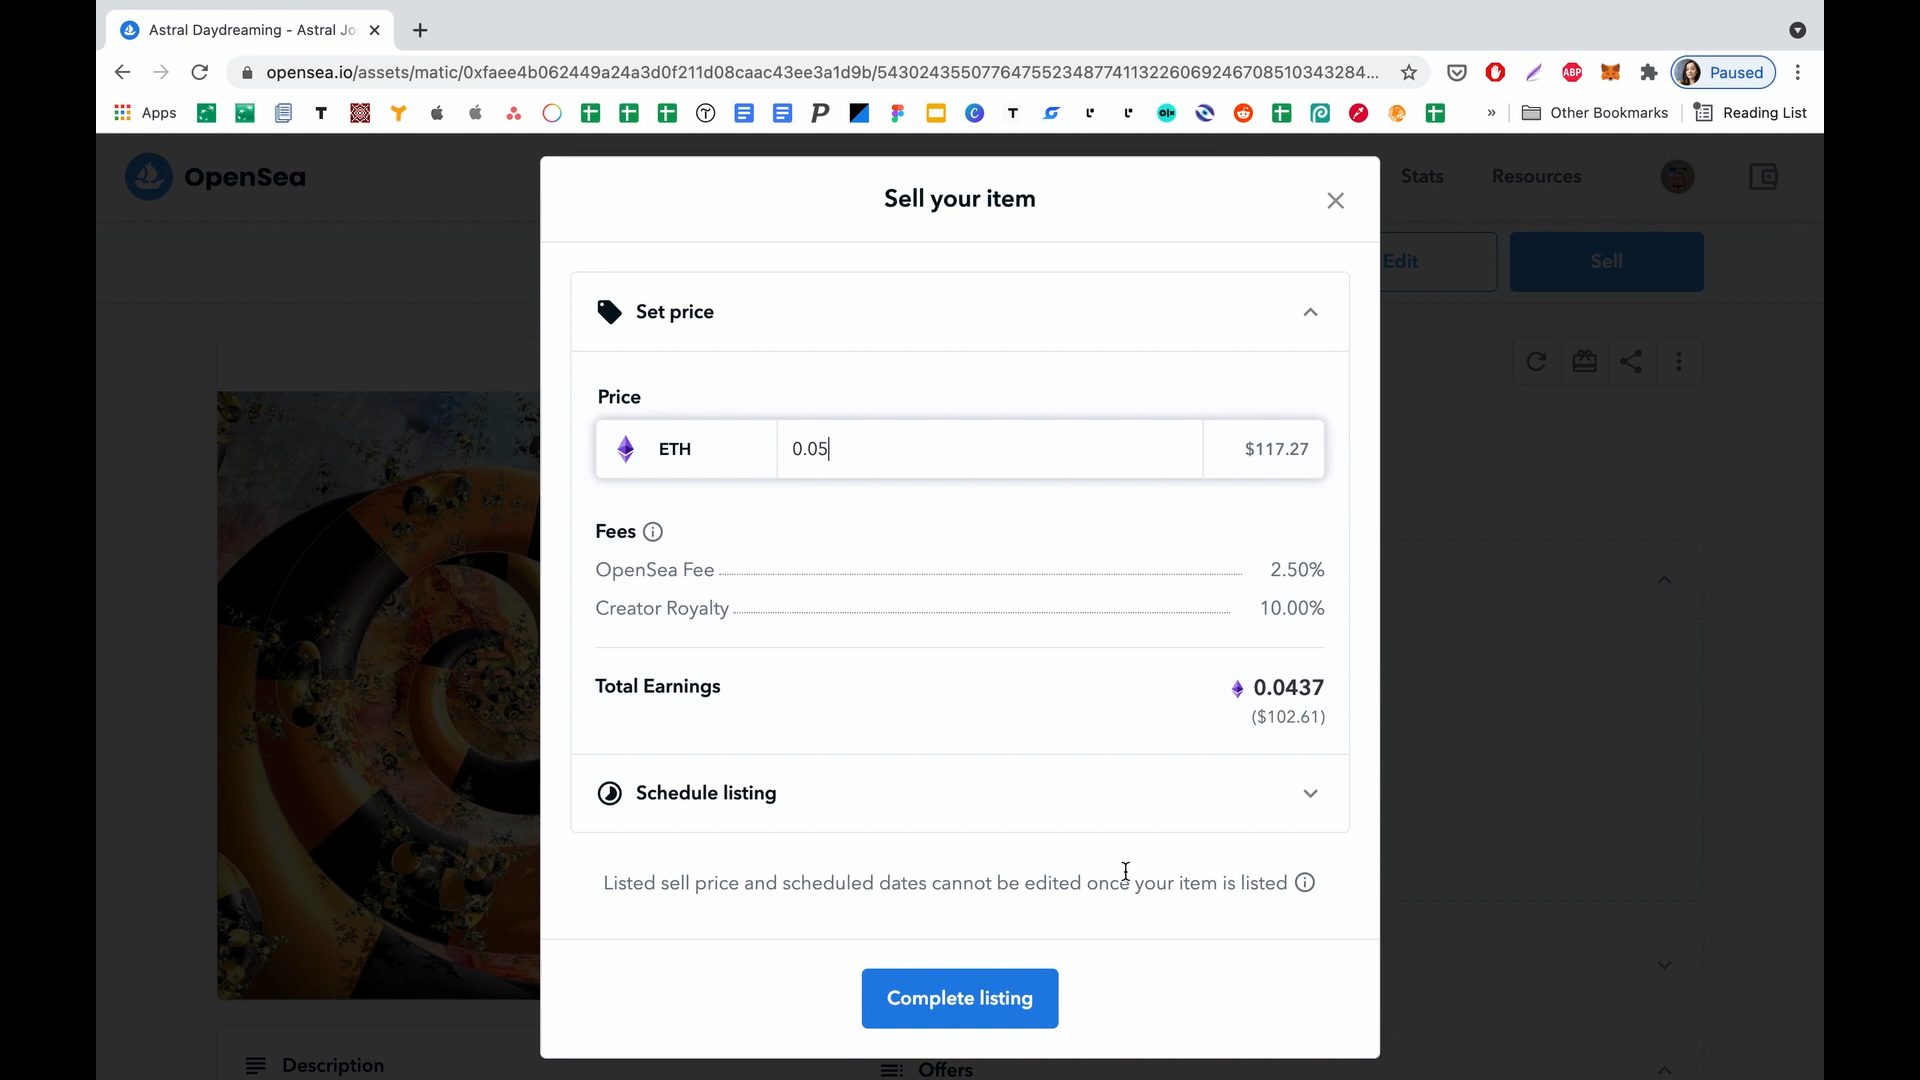 Astral Daydreaming - Astral Jo
opensea.io/assets/matic/0xfaee4b062449a24a3d0f211d08caac43ee3a1d9b/54302435507764755234877411322606924670851034328​4...
ABP
Paused
Apps
Other Bookmarks
Reading List
OpenSea
Stats
Resources
Edit
Sell
Sell your item
Set price
Price
ETH
0.05
$117.27
Fees
OpenSea Fee
2.50%
Creator Royalty
10.00%
Total Earnings
0.0437
($102.61)
Schedule listing
Listed sell price and scheduled dates cannot be edited once your item is listed
Complete listing
Description
Offers